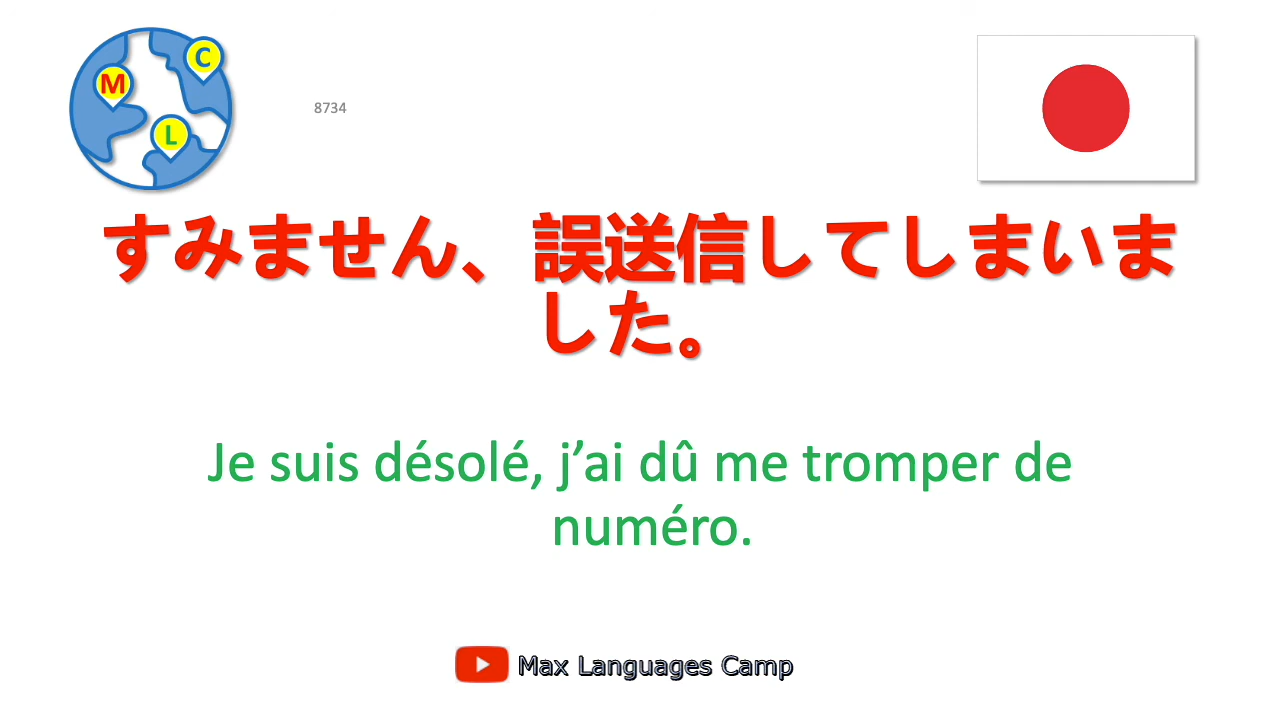 M
C
L
8734
すみません、誤送信してしまいま
した。
Je suis désolé, j’ai dû me tromper de
numéro.
Max Languages Camp